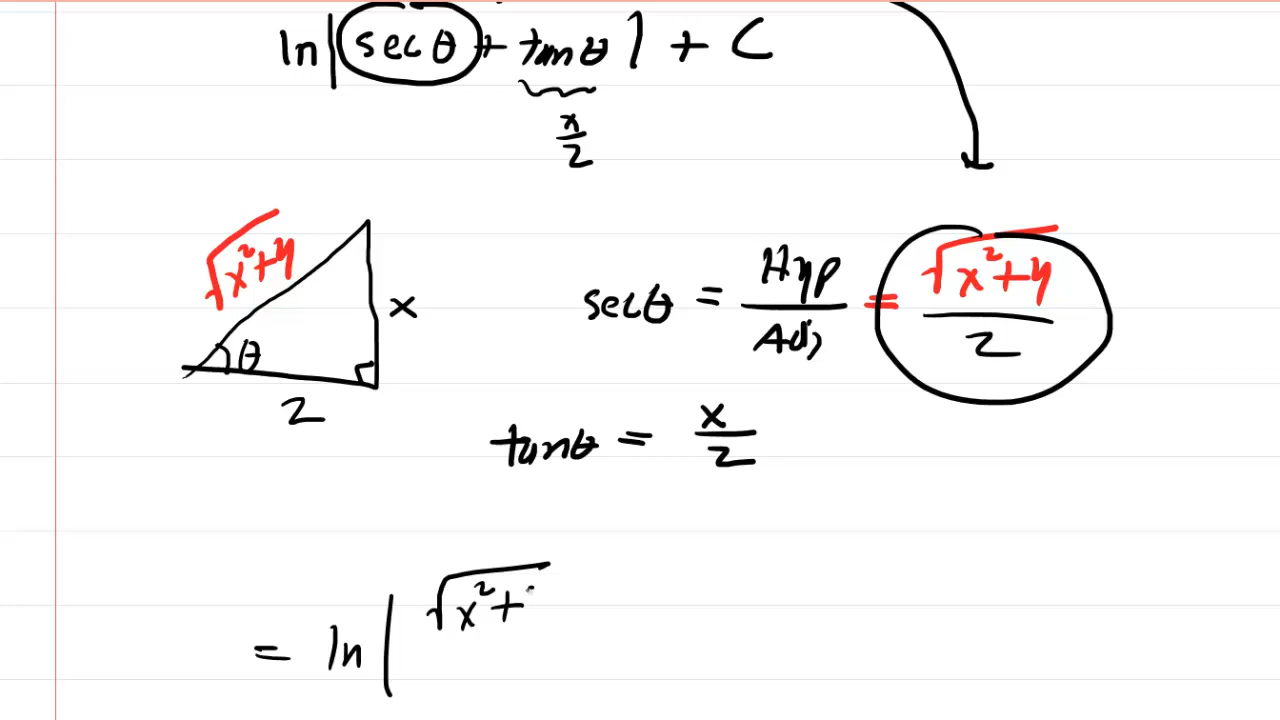 ln|secθ + tanθ| + C
x/2
√(x²+4)
x
θ
2
secθ = Hyp/Adj = √(x²+4)/2
tanθ = x/2
= ln| √(x²+